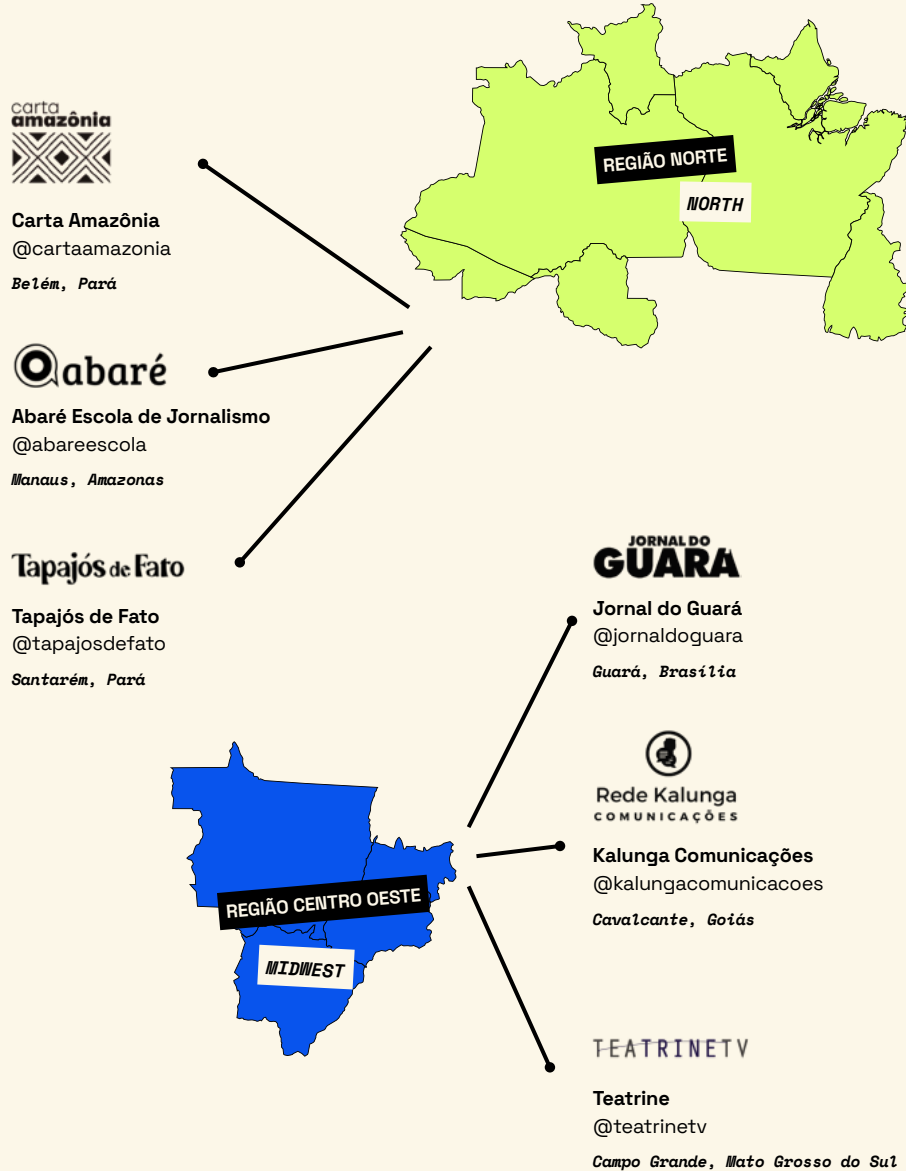 REGIÃO NORTE
NORTH
carta
amazônia
Carta Amazônia
@cartaamazonia
Belém, Pará
abaré
Abaré Escola de Jornalismo
@abareescola
Manaus, Amazonas
Tapajós de Fato
Tapajós de Fato
@tapajosdefato
Santarém, Pará
JORNAL DO
GUARÁ
Jornal do Guará
@jornaldoguara
Guará, Brasília
Rede Kalunga
COMUNICAÇÕES
Kalunga Comunicações
@kalungacomunicacoes
Cavalcante, Goiás
REGIÃO CENTRO OESTE
MIDWEST
TEATRINETV
Teatrine
@teatrinetv
Campo Grande, Mato Grosso do Sul